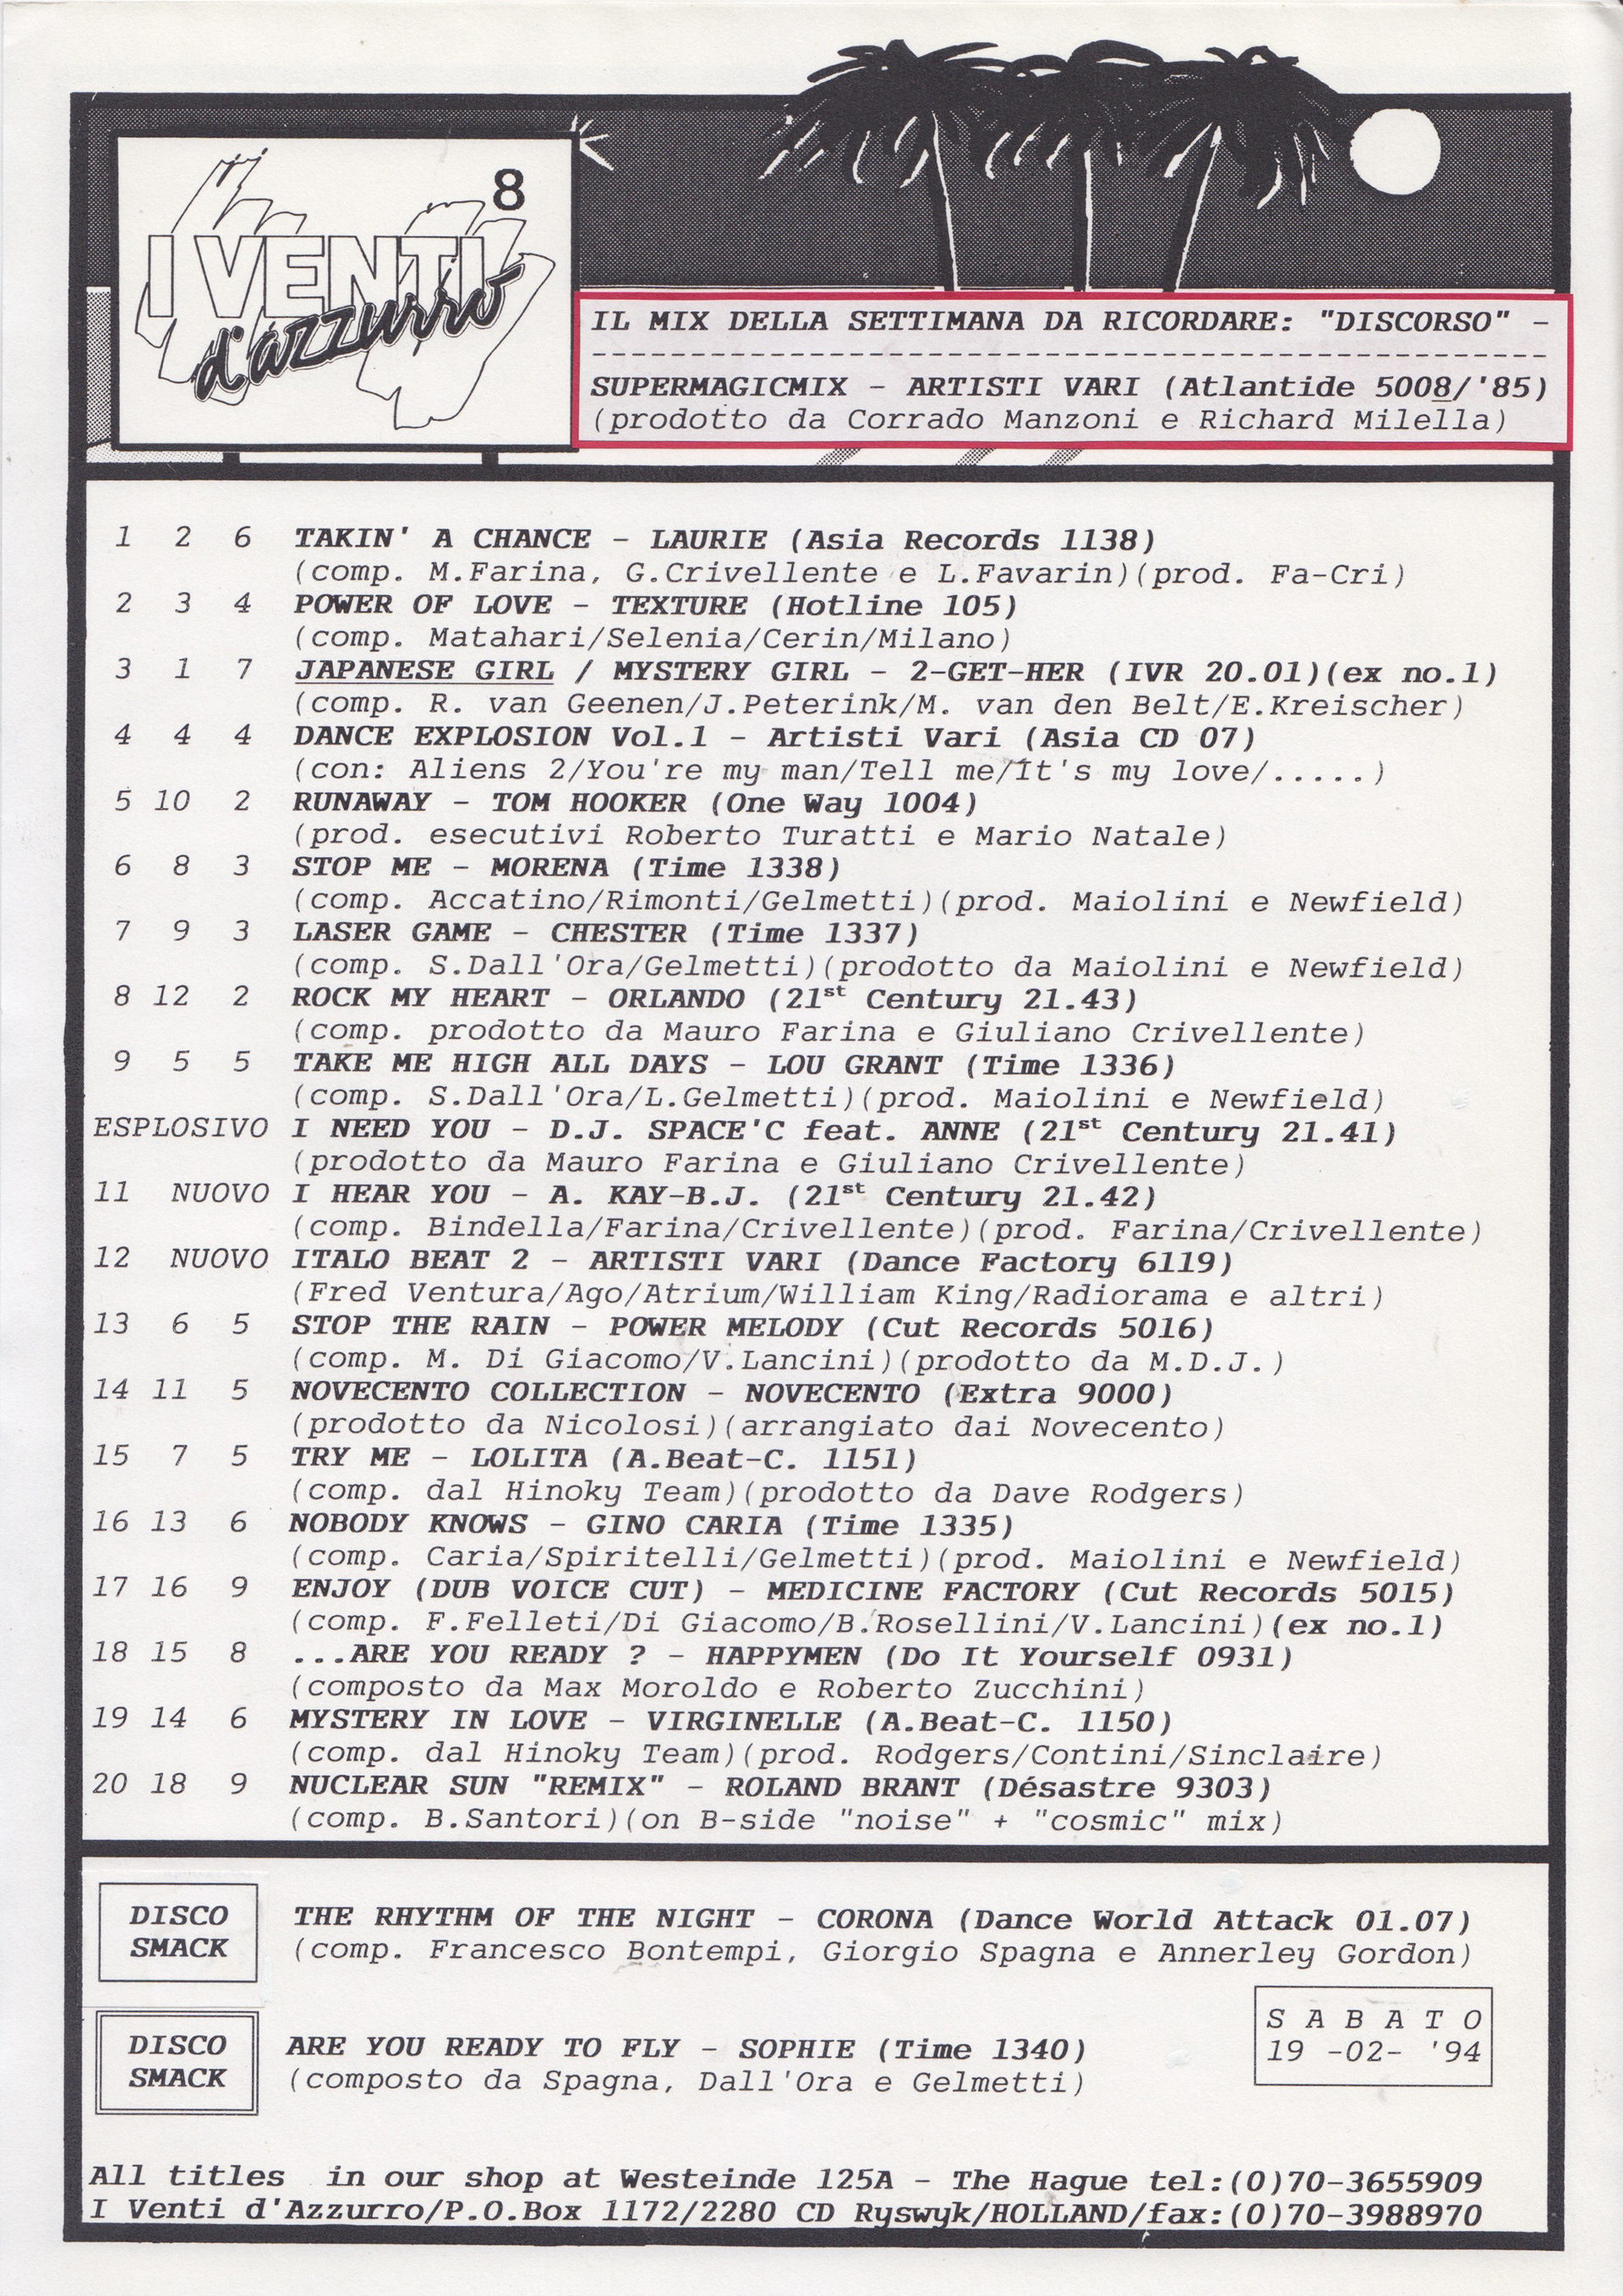 8
I VENTI
d'azzurro
IL MIX DELLA SETTIMANA DA RICORDARE: "DISCORSO" -
-------------------------------------------------
SUPERMAGICMIX - ARTISTI VARI (Atlantide 5008/'85)
(prodotto da Corrado Manzoni e Richard Milella)
1 2 6 TAKIN' A CHANCE - LAURIE (Asia Records 1138)
(comp. M.Farina, G.Crivellente e L.Favarin)(prod. Fa-Cri)
2 3 4 POWER OF LOVE - TEXTURE (Hotline 105)
(comp. Matahari/Selenia/Cerin/Milano)
3 1 7 JAPANESE GIRL / MYSTERY GIRL - 2-GET-HER (IVR 20.01)(ex no.1)
(comp. R. van Geenen/J.Peterink/M. van den Belt/E.Kreischer)
4 4 4 DANCE EXPLOSION Vol.1 - Artisti Vari (Asia CD 07)
(con: Aliens 2/You're my man/Tell me/It's my love/.....)
5 10 2 RUNAWAY - TOM HOOKER (One Way 1004)
(prod. esecutivi Roberto Turatti e Mario Natale)
6 8 3 STOP ME - MORENA (Time 1338)
(comp. Accatino/Rimonti/Gelmetti)(prod. Maiolini e Newfield)
7 9 3 LASER GAME - CHESTER (Time 1337)
(comp. S.Dall'Ora/Gelmetti)(prodotto da Maiolini e Newfield)
8 12 2 ROCK MY HEART - ORLANDO (21st Century 21.43)
(comp. prodotto da Mauro Farina e Giuliano Crivellente)
9 5 5 TAKE ME HIGH ALL DAYS - LOU GRANT (Time 1336)
(comp. S.Dall'Ora/L.Gelmetti)(prod. Maiolini e Newfield)
ESPLOSIVO I NEED YOU - D.J. SPACE'C feat. ANNE (21st Century 21.41)
(prodotto da Mauro Farina e Giuliano Crivellente)
11 NUOVO I HEAR YOU - A. KAY-B.J. (21st Century 21.42)
(comp. Bindella/Farina/Crivellente)(prod. Farina/Crivellente)
12 NUOVO ITALO BEAT 2 - ARTISTI VARI (Dance Factory 6119)
(Fred Ventura/Ago/Atrium/William King/Radiorama e altri)
13 6 5 STOP THE RAIN - POWER MELODY (Cut Records 5016)
(comp. M. Di Giacomo/V.Lancini)(prodotto da M.D.J.)
14 11 5 NOVECENTO COLLECTION - NOVECENTO (Extra 9000)
(prodotto da Nicolosi)(arrangiato dai Novecento)
15 7 5 TRY ME - LOLITA (A.Beat-C. 1151)
(comp. dal Hinoky Team)(prodotto da Dave Rodgers)
16 13 6 NOBODY KNOWS - GINO CARIA (Time 1335)
(comp. Caria/Spiritelli/Gelmetti)(prod. Maiolini e Newfield)
17 16 9 ENJOY (DUB VOICE CUT) - MEDICINE FACTORY (Cut Records 5015)
(comp. F.Felleti/Di Giacomo/B.Rosellini/V.Lancini)(ex no.1)
18 15 8 ...ARE YOU READY ? - HAPPYMEN (Do It Yourself 0931)
(composto da Max Moroldo e Roberto Zucchini)
19 14 6 MYSTERY IN LOVE - VIRGINELLE (A.Beat-C. 1150)
(comp. dal Hinoky Team)(prod. Rodgers/Contini/Sinclaire)
20 18 9 NUCLEAR SUN "REMIX" - ROLAND BRANT (Désastre 9303)
(comp. B.Santori)(on B-side "noise" + "cosmic" mix)
DISCO THE RHYTHM OF THE NIGHT - CORONA (Dance World Attack 01.07)
SMACK (comp. Francesco Bontempi, Giorgio Spagna e Annerley Gordon)
S A B A T O
19 -02- '94
DISCO ARE YOU READY TO FLY - SOPHIE (Time 1340)
SMACK (composto da Spagna, Dall'Ora e Gelmetti)
All titles in our shop at Westeinde 125A - The Hague tel:(0)70-3655909
I Venti d'Azzurro/P.O.Box 1172/2280 CD Ryswyk/HOLLAND/fax:(0)70-3988970